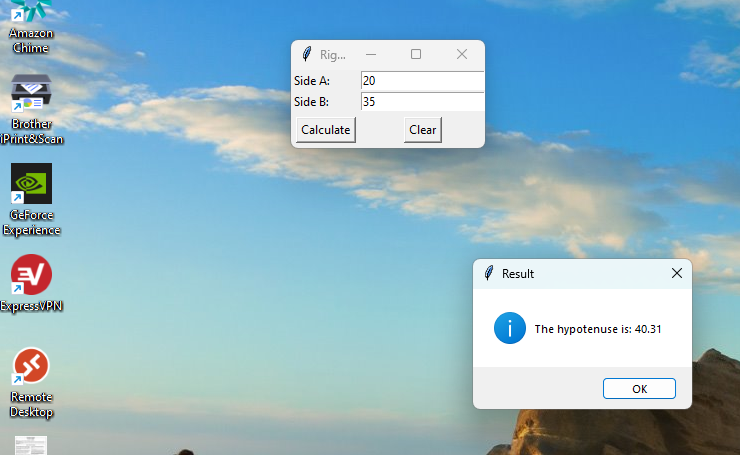 Amazon
Chime
Brother
iPrint&Scan
GeForce
Experience
ExpressVPN
Remote
Desktop
Rig...
Side A:
20
Side B:
35
Calculate
Clear
Result
The hypotenuse is: 40.31
OK